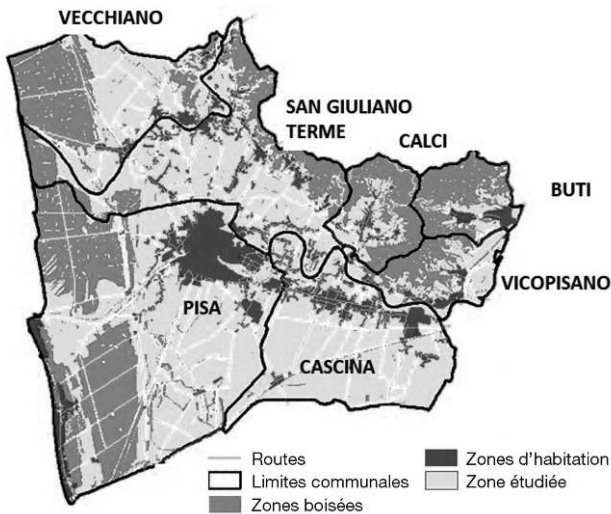 VECCHIANO
SAN GIULIANO
TERME
CALCI
BUTI
VICOPISANO
PISA
CASCINA
Routes
Limites communales
Zones boisées
Zones d'habitation
Zone étudiée